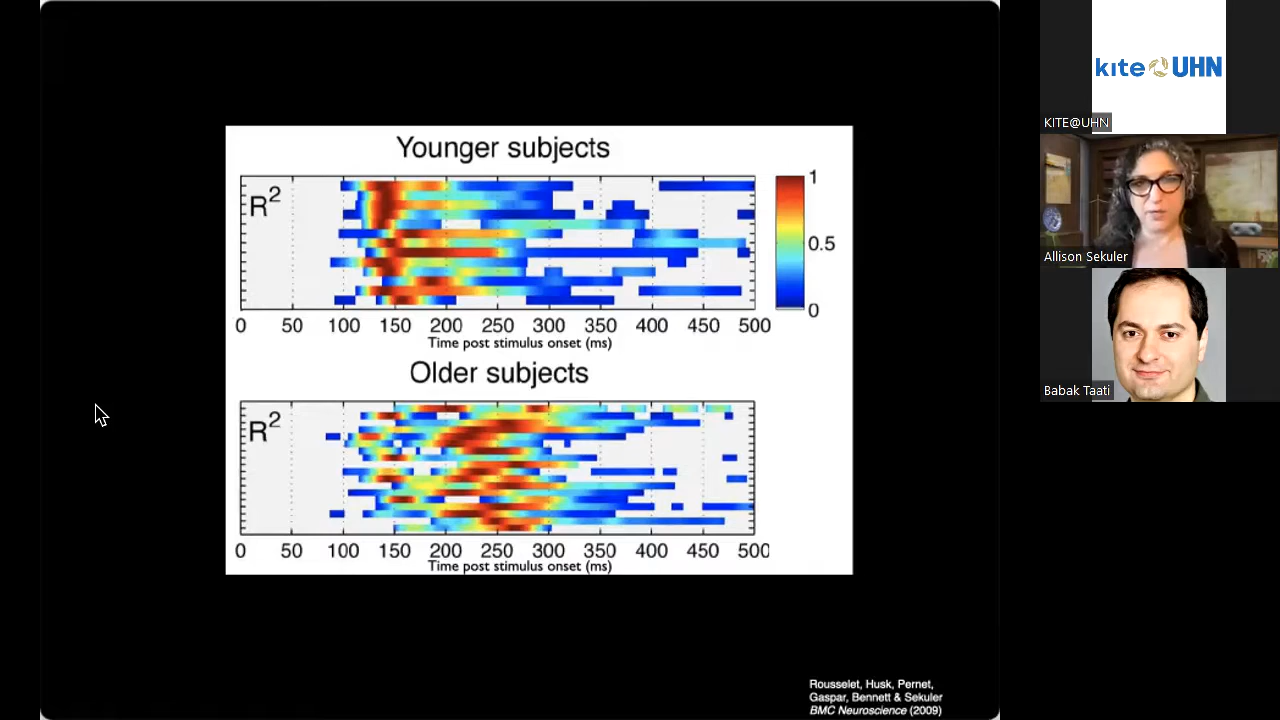 Younger subjects
R2
1
0.5
0
0 50 100 150 200 250 300 350 400 450 500
Time post stimulus onset (ms)
Older subjects
R2
0 50 100 150 200 250 300 350 400 450 500
Time post stimulus onset (ms)
Rousselet, Husk, Pernet,
Gaspar, Bennett & Sekuler
BMC Neuroscience (2009)
kite UHN
KITE@UHN
Allison Sekuler
Babak Taati